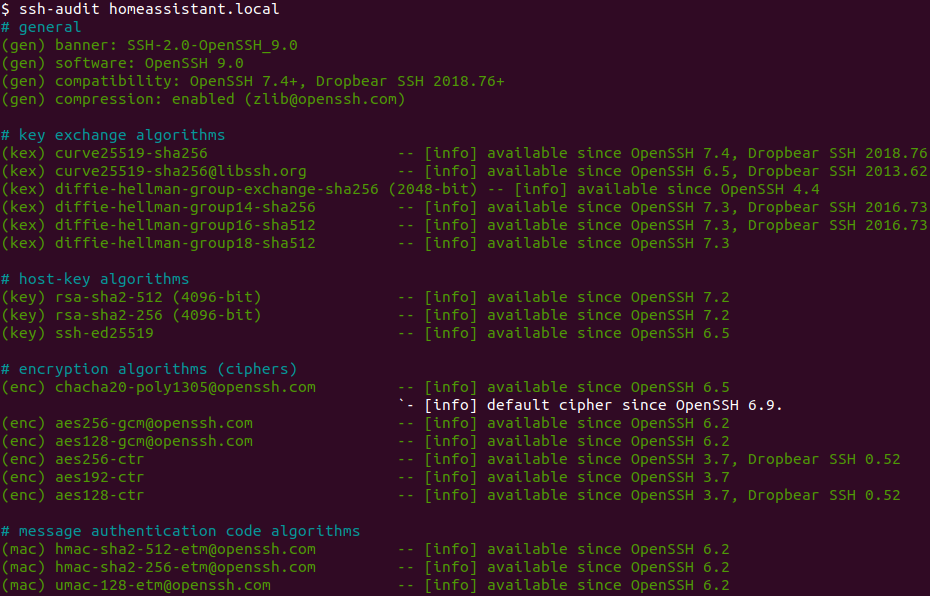 $ ssh-audit homeassistant.local
# general
(gen) banner: SSH-2.0-OpenSSH_9.0
(gen) software: OpenSSH 9.0
(gen) compatibility: OpenSSH 7.4+, Dropbear SSH 2018.76+
(gen) compression: enabled (zlib@openssh.com)
# key exchange algorithms
(kex) curve25519-sha256 -- [info] available since OpenSSH 7.4, Dropbear SSH 2018.76
(kex) curve25519-sha256@libssh.org -- [info] available since OpenSSH 6.5, Dropbear SSH 2013.62
(kex) diffie-hellman-group-exchange-sha256 (2048-bit) -- [info] available since OpenSSH 4.4
(kex) diffie-hellman-group14-sha256 -- [info] available since OpenSSH 7.3, Dropbear SSH 2016.73
(kex) diffie-hellman-group16-sha512 -- [info] available since OpenSSH 7.3, Dropbear SSH 2016.73
(kex) diffie-hellman-group18-sha512 -- [info] available since OpenSSH 7.3
# host-key algorithms
(key) rsa-sha2-512 (4096-bit) -- [info] available since OpenSSH 7.2
(key) rsa-sha2-256 (4096-bit) -- [info] available since OpenSSH 7.2
(key) ssh-ed25519 -- [info] available since OpenSSH 6.5
# encryption algorithms (ciphers)
(enc) chacha20-poly1305@openssh.com -- [info] available since OpenSSH 6.5
`- [info] default cipher since OpenSSH 6.9.
(enc) aes256-gcm@openssh.com -- [info] available since OpenSSH 6.2
(enc) aes128-gcm@openssh.com -- [info] available since OpenSSH 6.2
(enc) aes256-ctr -- [info] available since OpenSSH 3.7, Dropbear SSH 0.52
(enc) aes192-ctr -- [info] available since OpenSSH 3.7
(enc) aes128-ctr -- [info] available since OpenSSH 3.7, Dropbear SSH 0.52
# message authentication code algorithms
(mac) hmac-sha2-512-etm@openssh.com -- [info] available since OpenSSH 6.2
(mac) hmac-sha2-256-etm@openssh.com -- [info] available since OpenSSH 6.2
(mac) umac-128-etm@openssh.com -- [info] available since OpenSSH 6.2